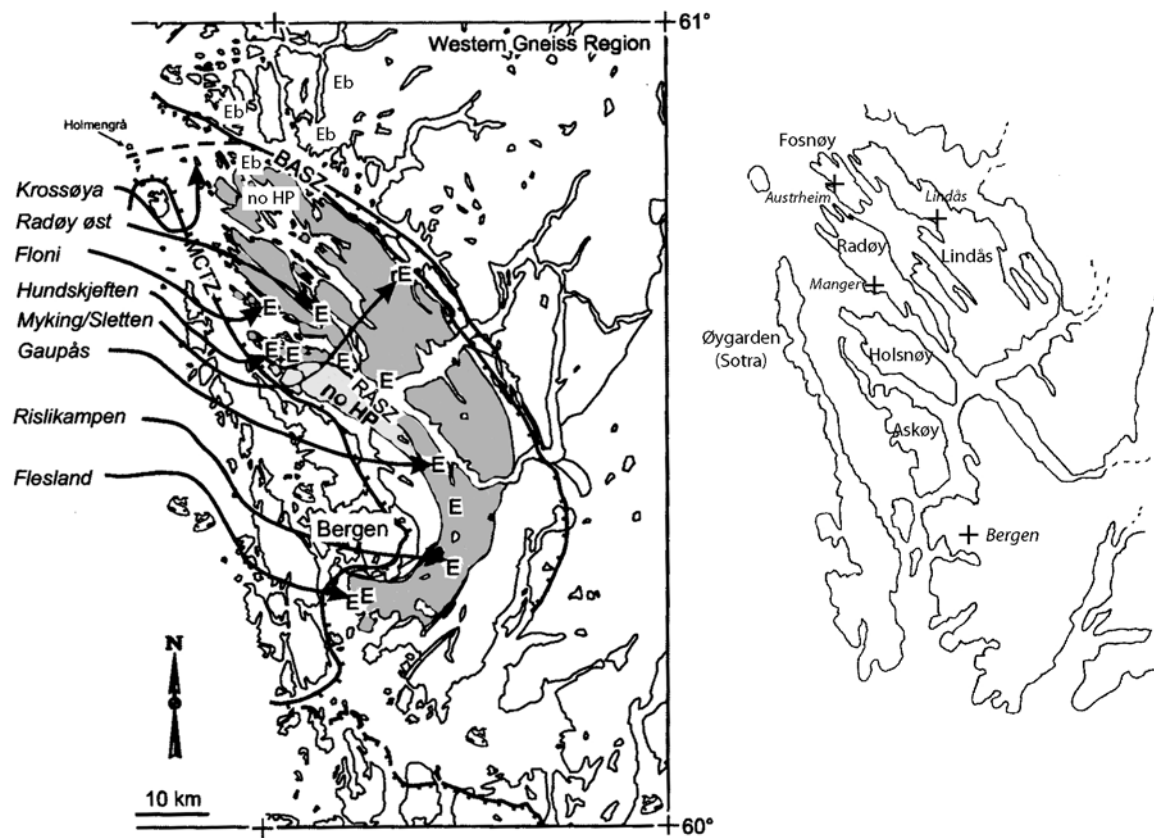 61°
Western Gneiss Region
Eb
Eb
Eb
Holmengrå
BASZ
Eb
no HP
Krossøya
Radøy øst
Floni
Hundskjeften
Myking/Sletten
Gaupås
Rislikampen
Flesland
MCTZ
E
E
E
E
E
E
E
RASZ
no HP
E
E
Bergen
E
E
E
N
10 km
60°
Fosnøy
Austrheim
Lindås
Radøy
Lindås
Manger
Øygarden
(Sotra)
Holsnøy
Askøy
Bergen